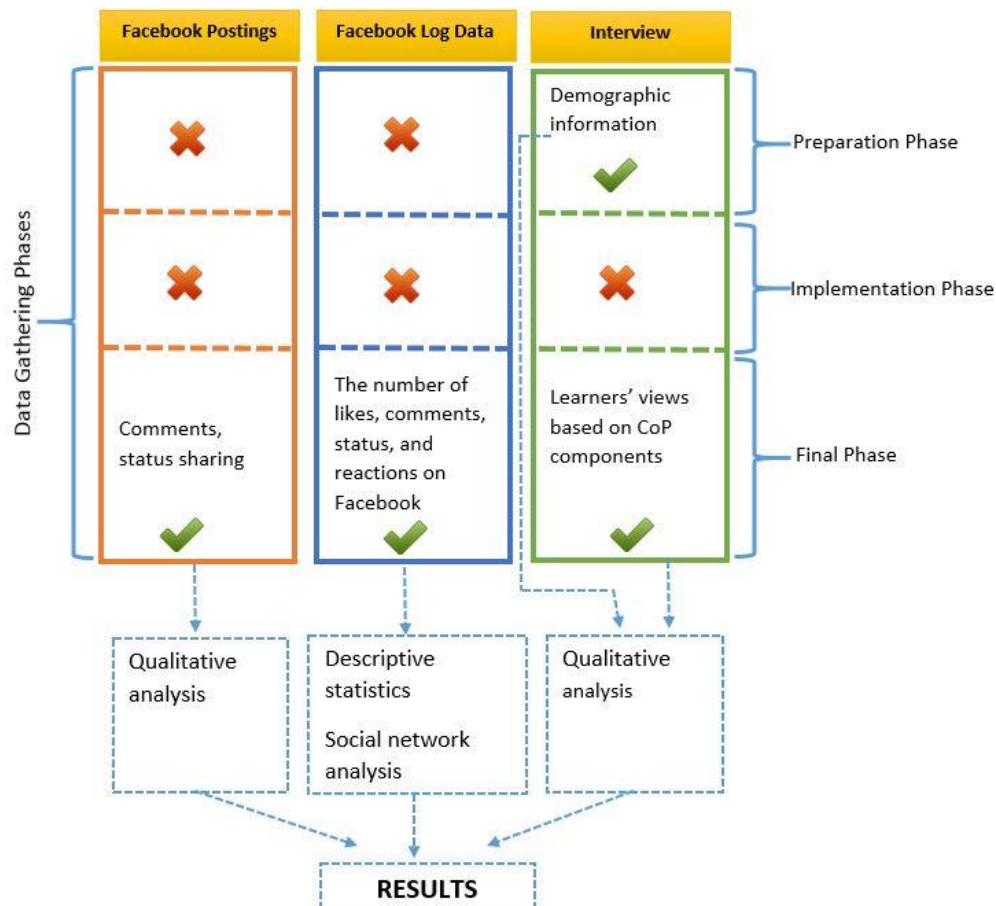 Facebook Postings
Facebook Log Data
Interview
Data Gathering Phases
Demographic
information
Preparation Phase
Implementation Phase
Comments,
status sharing
The number of
likes, comments,
status, and
reactions on
Facebook
Learners’ views
based on CoP
components
Final Phase
Qualitative
analysis
Descriptive
statistics
Social network
analysis
Qualitative
analysis
RESULTS